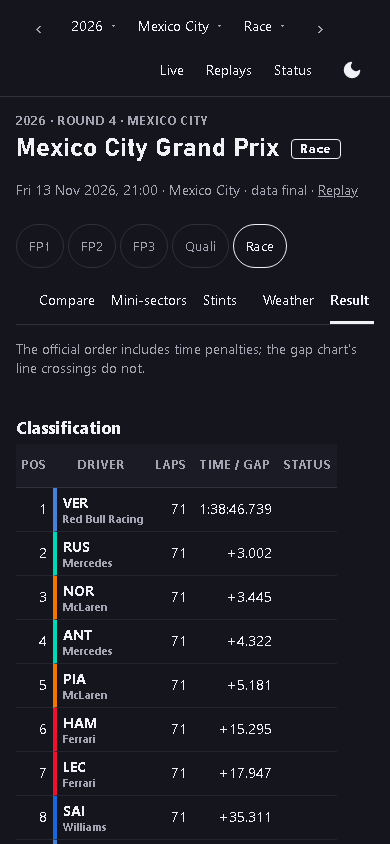 ‹ 2026 Mexico City Race ›
Live Replays Status
2026 · ROUND 4 · MEXICO CITY
Mexico City Grand Prix Race
Fri 13 Nov 2026, 21:00 · Mexico City · data final · Replay
FP1 FP2 FP3 Quali Race
Compare Mini-sectors Stints Weather Result
The official order includes time penalties; the gap chart's
line crossings do not.
Classification
POS DRIVER LAPS TIME / GAP STATUS
1 VER 71 1:38:46.739
Red Bull Racing
2 RUS 71 +3.002
Mercedes
3 NOR 71 +3.445
McLaren
4 ANT 71 +4.322
Mercedes
5 PIA 71 +5.181
McLaren
6 HAM 71 +15.295
Ferrari
7 LEC 71 +17.947
Ferrari
8 SAI 71 +35.311
Williams